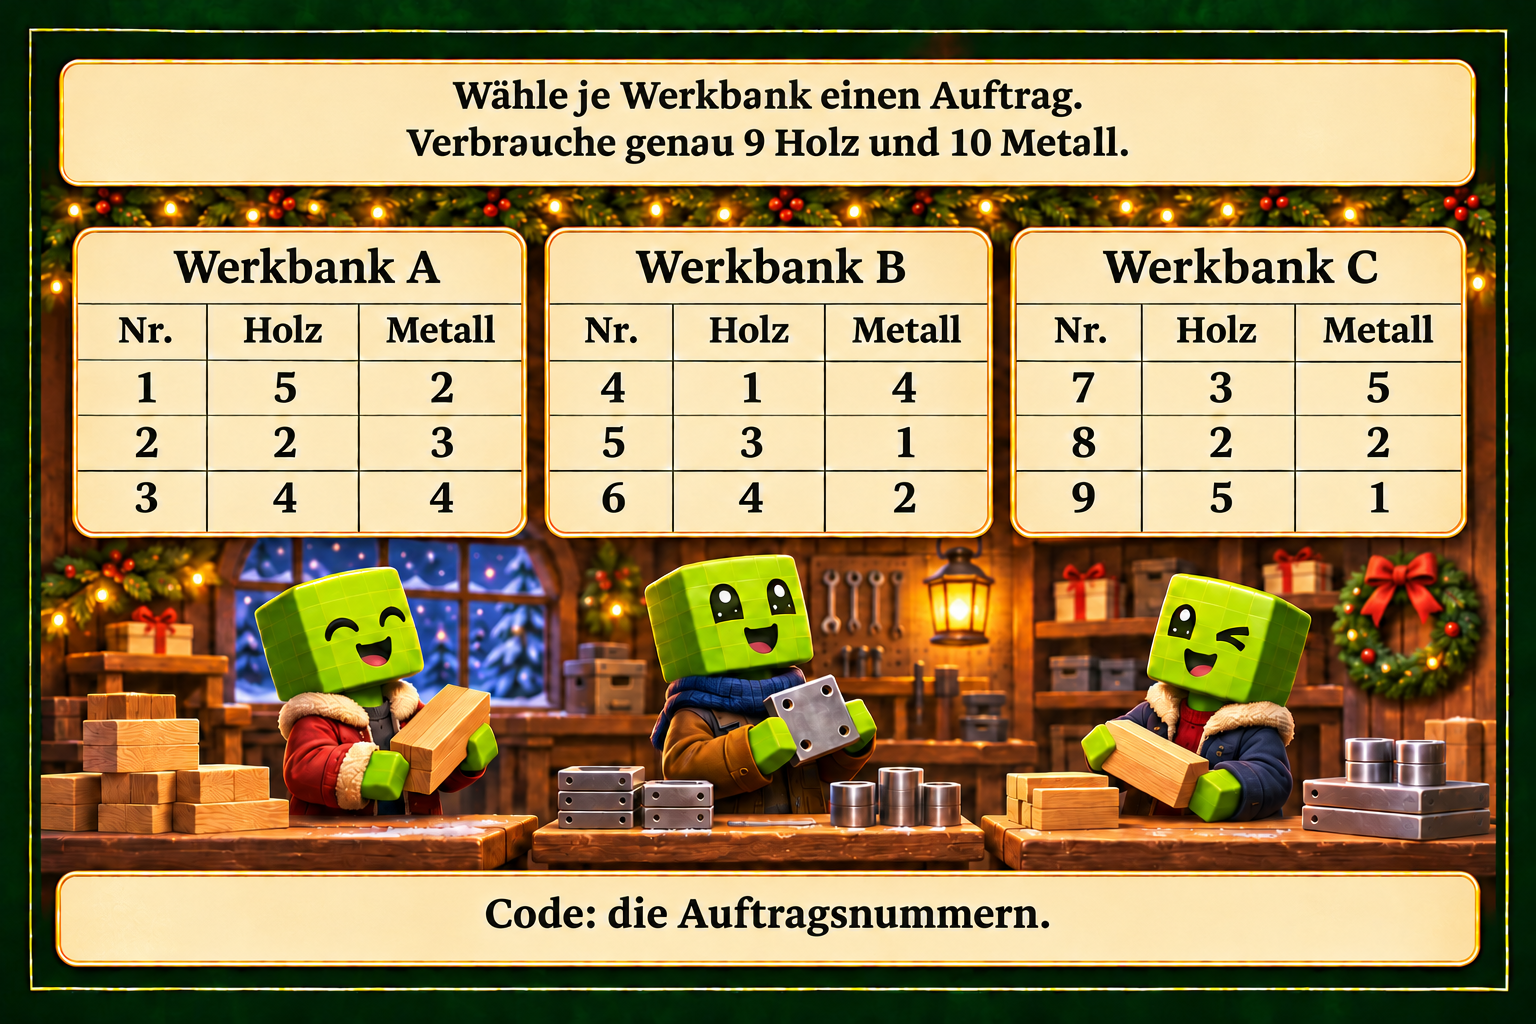 Wähle je Werkbank einen Auftrag.
Verbrauche genau 9 Holz und 10 Metall.
Werkbank A
Nr. Holz Metall
1 5 2
2 2 3
3 4 4
Werkbank B
Nr. Holz Metall
4 1 4
5 3 1
6 4 2
Werkbank C
Nr. Holz Metall
7 3 5
8 2 2
9 5 1
Code: die Auftragsnummern.